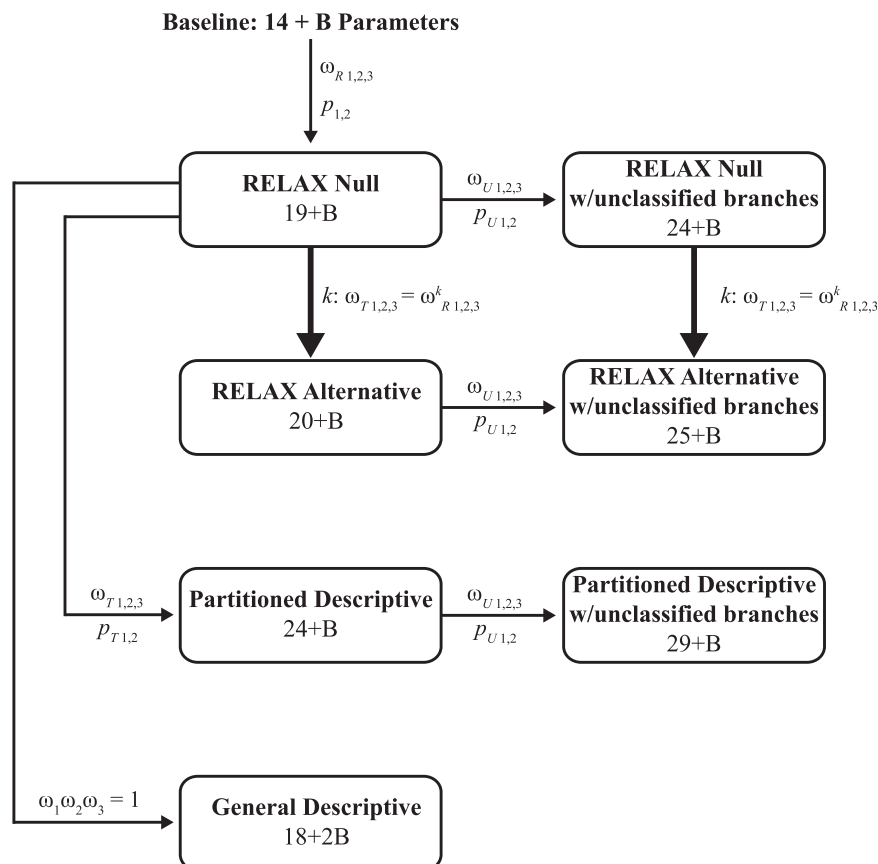 Baseline: 14 + B Parameters
ω_R 1,2,3
p_1,2
RELAX Null
19+B
ω_U 1,2,3
p_U 1,2
RELAX Null
w/unclassified branches
24+B
k: ω_T 1,2,3 = ω^k_R 1,2,3
k: ω_T 1,2,3 = ω^k_R 1,2,3
RELAX Alternative
20+B
ω_U 1,2,3
p_U 1,2
RELAX Alternative
w/unclassified branches
25+B
ω_T 1,2,3
p_T 1,2
Partitioned Descriptive
24+B
ω_U 1,2,3
p_U 1,2
Partitioned Descriptive
w/unclassified branches
29+B
ω₁ω₂ω₃ = 1
General Descriptive
18+2B